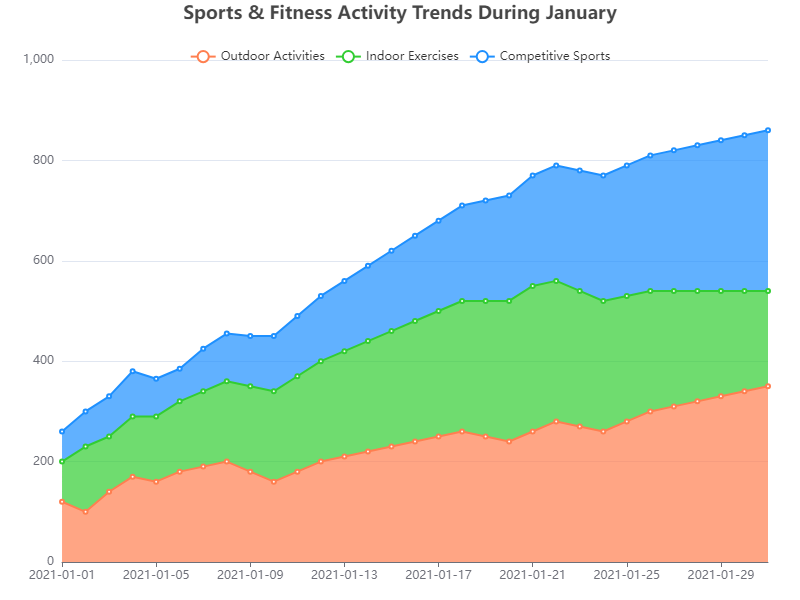 Sports & Fitness Activity Trends During January
Outdoor Activities Indoor Exercises Competitive Sports
1,000
800
600
400
200
0
2021-01-01 2021-01-05 2021-01-09 2021-01-13 2021-01-17 2021-01-21 2021-01-25 2021-01-29